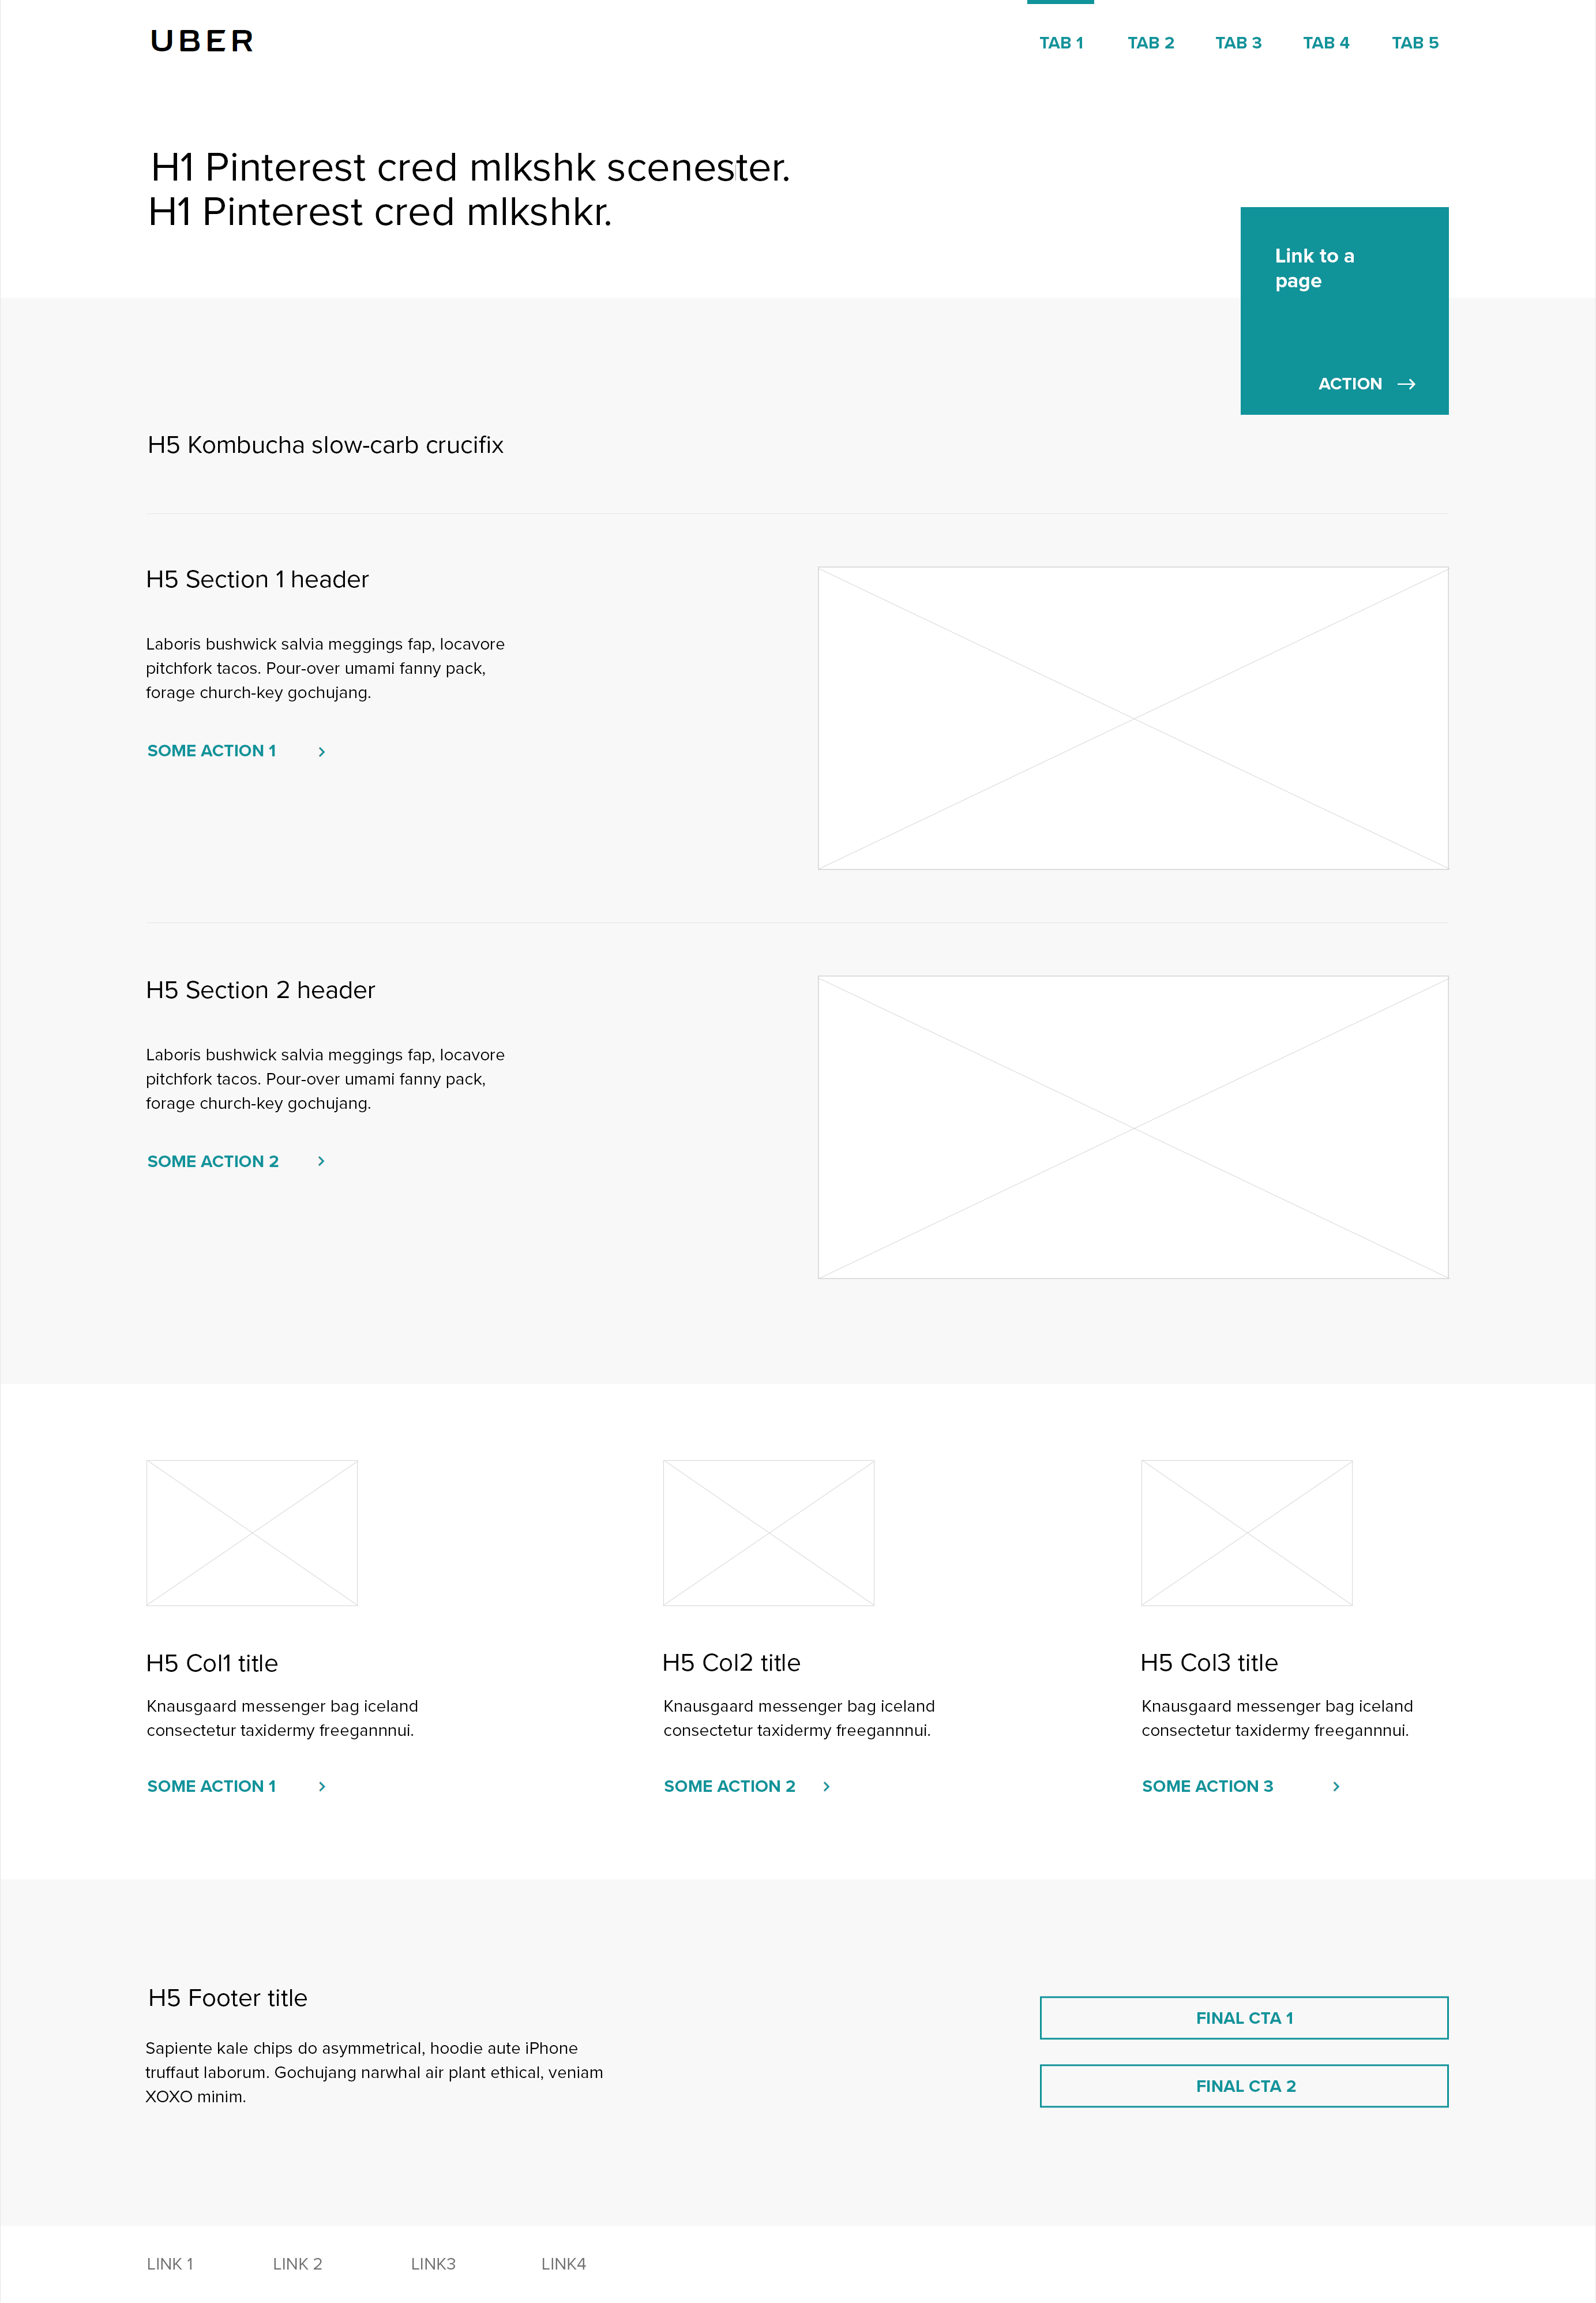 UBER
TAB 1
TAB 2
TAB 3
TAB 4
TAB 5
H1 Pinterest cred mlkshk scenester.
H1 Pinterest cred mlkshkr.
Link to a
page
ACTION
H5 Kombucha slow-carb crucifix
H5 Section 1 header
Laboris bushwick salvia meggings fap, locavore
pitchfork tacos. Pour-over umami fanny pack,
forage church-key gochujang.
SOME ACTION 1
H5 Section 2 header
Laboris bushwick salvia meggings fap, locavore
pitchfork tacos. Pour-over umami fanny pack,
forage church-key gochujang.
SOME ACTION 2
H5 Col1 title
Knausgaard messenger bag iceland
consectetur taxidermy freegannnui.
SOME ACTION 1
H5 Col2 title
Knausgaard messenger bag iceland
consectetur taxidermy freegannnui.
SOME ACTION 2
H5 Col3 title
Knausgaard messenger bag iceland
consectetur taxidermy freegannnui.
SOME ACTION 3
H5 Footer title
Sapiente kale chips do asymmetrical, hoodie aute iPhone
truffaut laborum. Gochujang narwhal air plant ethical, veniam
XOXO minim.
FINAL CTA 1
FINAL CTA 2
LINK 1
LINK 2
LINK3
LINK4